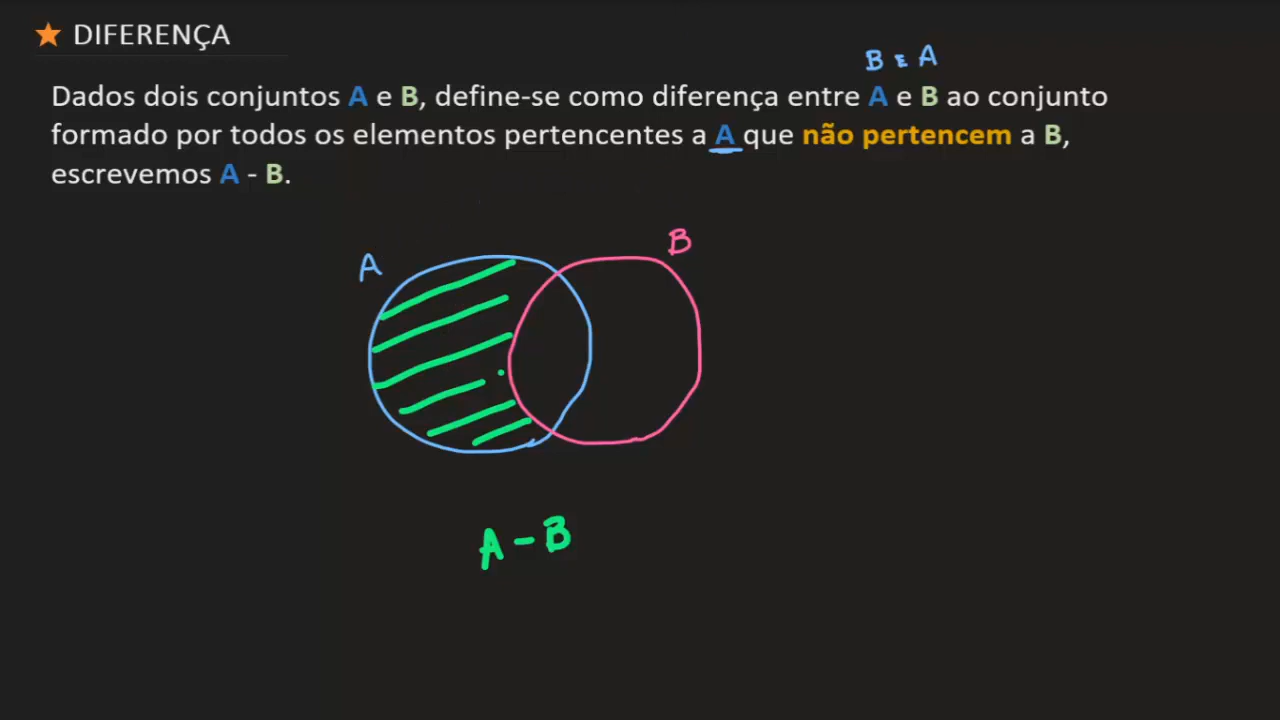 DIFERENÇA
B E A
Dados dois conjuntos A e B, define-se como diferença entre A e B ao conjunto
formado por todos os elementos pertencentes a A que não pertencem a B,
escrevemos A - B.
B
A
A - B